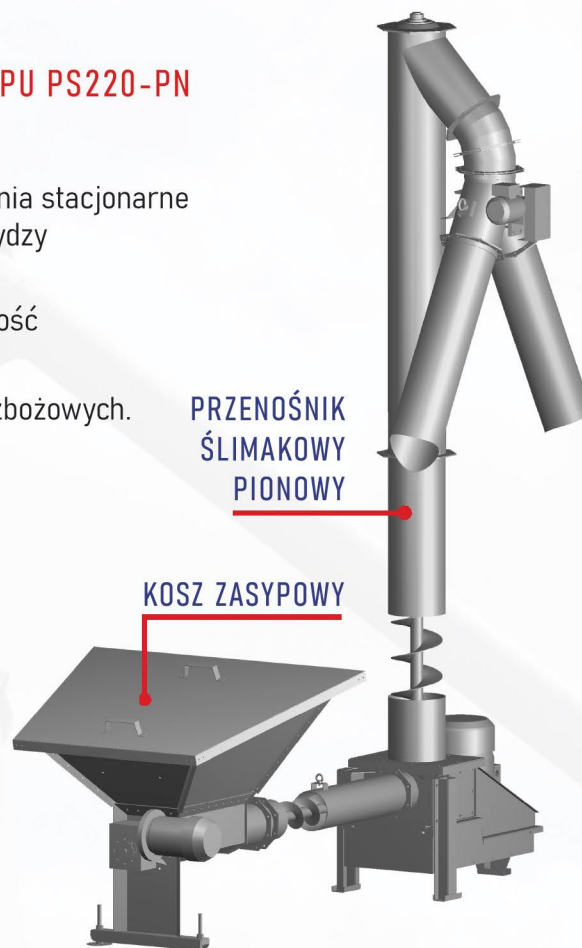 PU PS220-PN
nia stacjonarne
ydzy
ość
zbożowych.
PRZENOŚNIK
ŚLIMAKOWY
PIONOWY
KOSZ ZASYPOWY